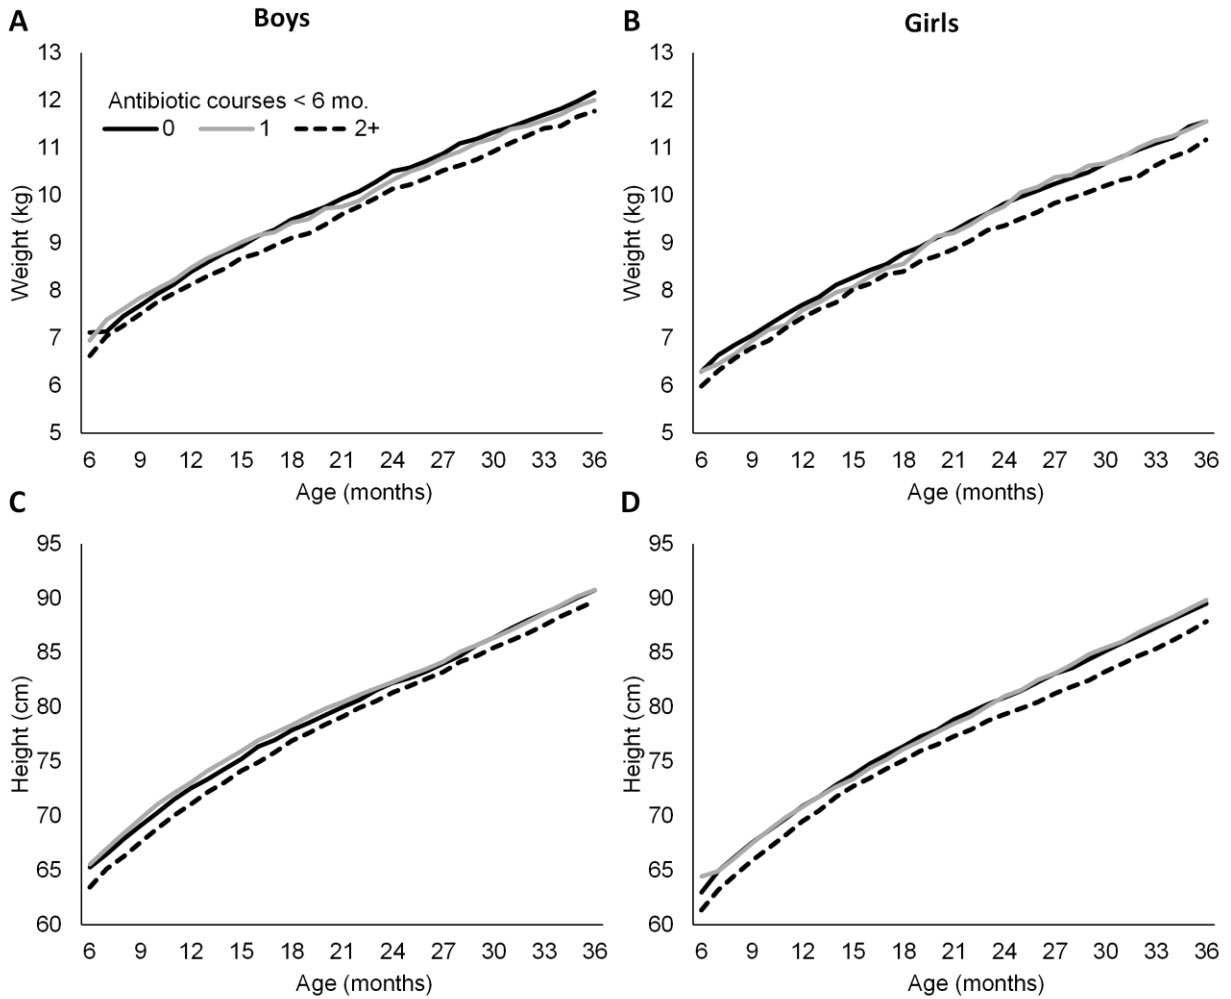 A
Boys
B
Girls
13
12
11
10
9
8
7
6
5
Weight (kg)
Antibiotic courses < 6 mo.
0 1 2+
6 9 12 15 18 21 24 27 30 33 36
Age (months)
13
12
11
10
9
8
7
6
5
Weight (kg)
6 9 12 15 18 21 24 27 30 33 36
Age (months)
C
95
90
85
80
75
70
65
60
Height (cm)
6 9 12 15 18 21 24 27 30 33 36
Age (months)
D
95
90
85
80
75
70
65
60
Height (cm)
6 9 12 15 18 21 24 27 30 33 36
Age (months)